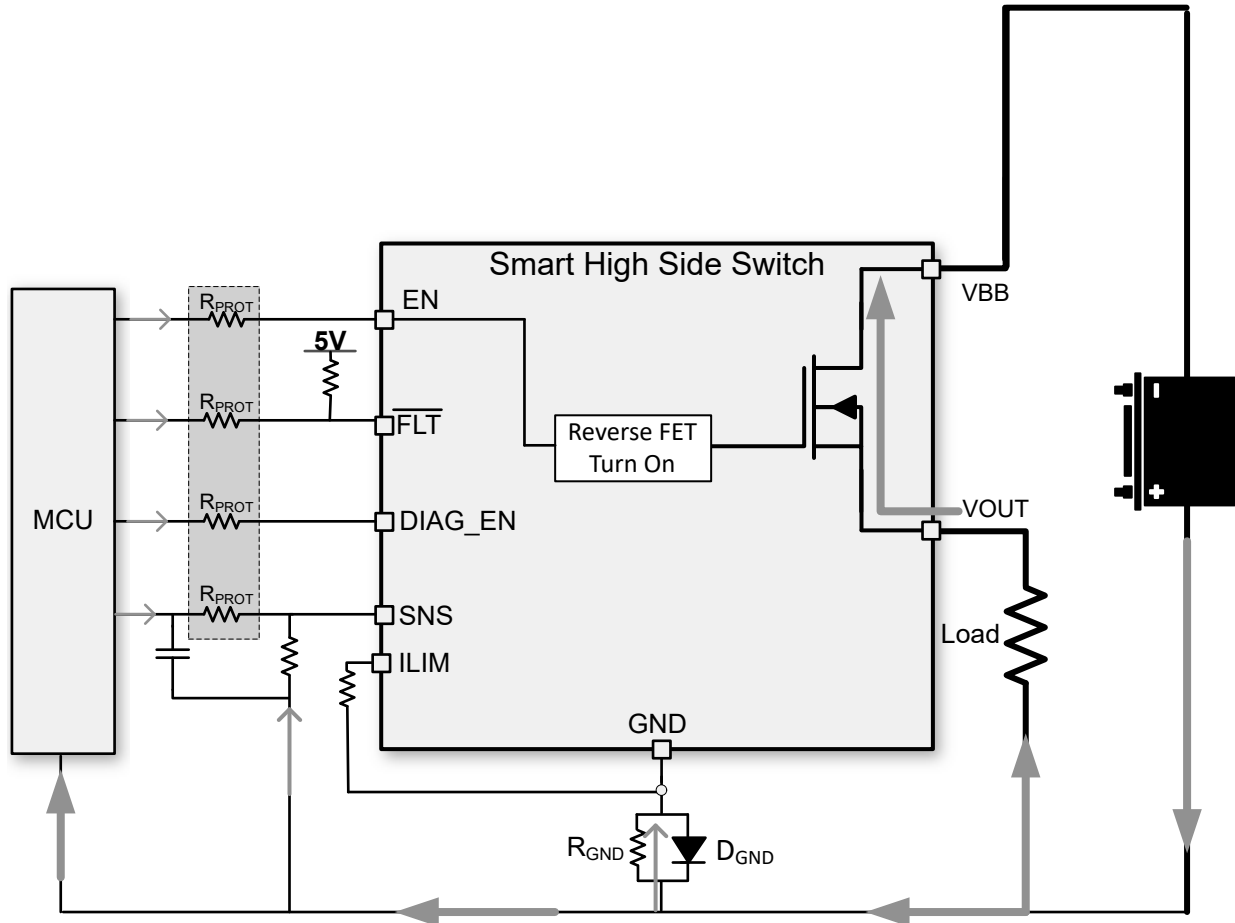 Smart High Side Switch
VBB
R_PROT
EN
5V
R_PROT
FLT
Reverse FET
Turn On
-
+
MCU
R_PROT
DIAG_EN
VOUT
R_PROT
SNS
ILIM
Load
GND
R_GND
D_GND